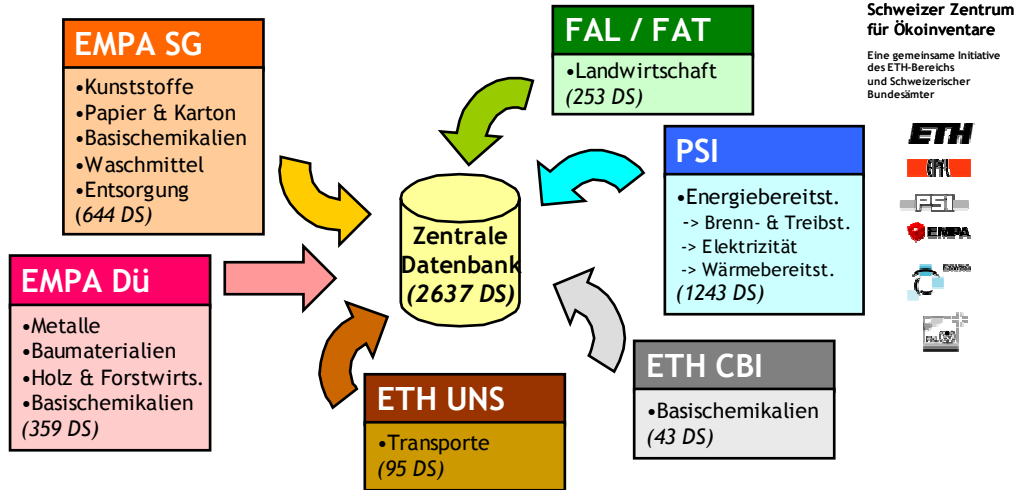 EMPA SG
•Kunststoffe
•Papier & Karton
•Basischemikalien
•Waschmittel
•Entsorgung
(644 DS)
FAL / FAT
•Landwirtschaft
(253 DS)
Schweizer Zentrum
für Ökoinventare
Eine gemeinsame Initiative
des ETH-Bereichs
und Schweizerischer
Bundesämter
ETH
PSI
EMPA
PSI
•Energiebereitst.
-> Brenn- & Treibst.
-> Elektrizität
-> Wärmebereitst.
(1243 DS)
Zentrale
Datenbank
(2637 DS)
EMPA Dü
•Metalle
•Baumaterialien
•Holz & Forstwirts.
•Basischemikalien
(359 DS)
ETH UNS
•Transporte
(95 DS)
ETH CBI
•Basischemikalien
(43 DS)